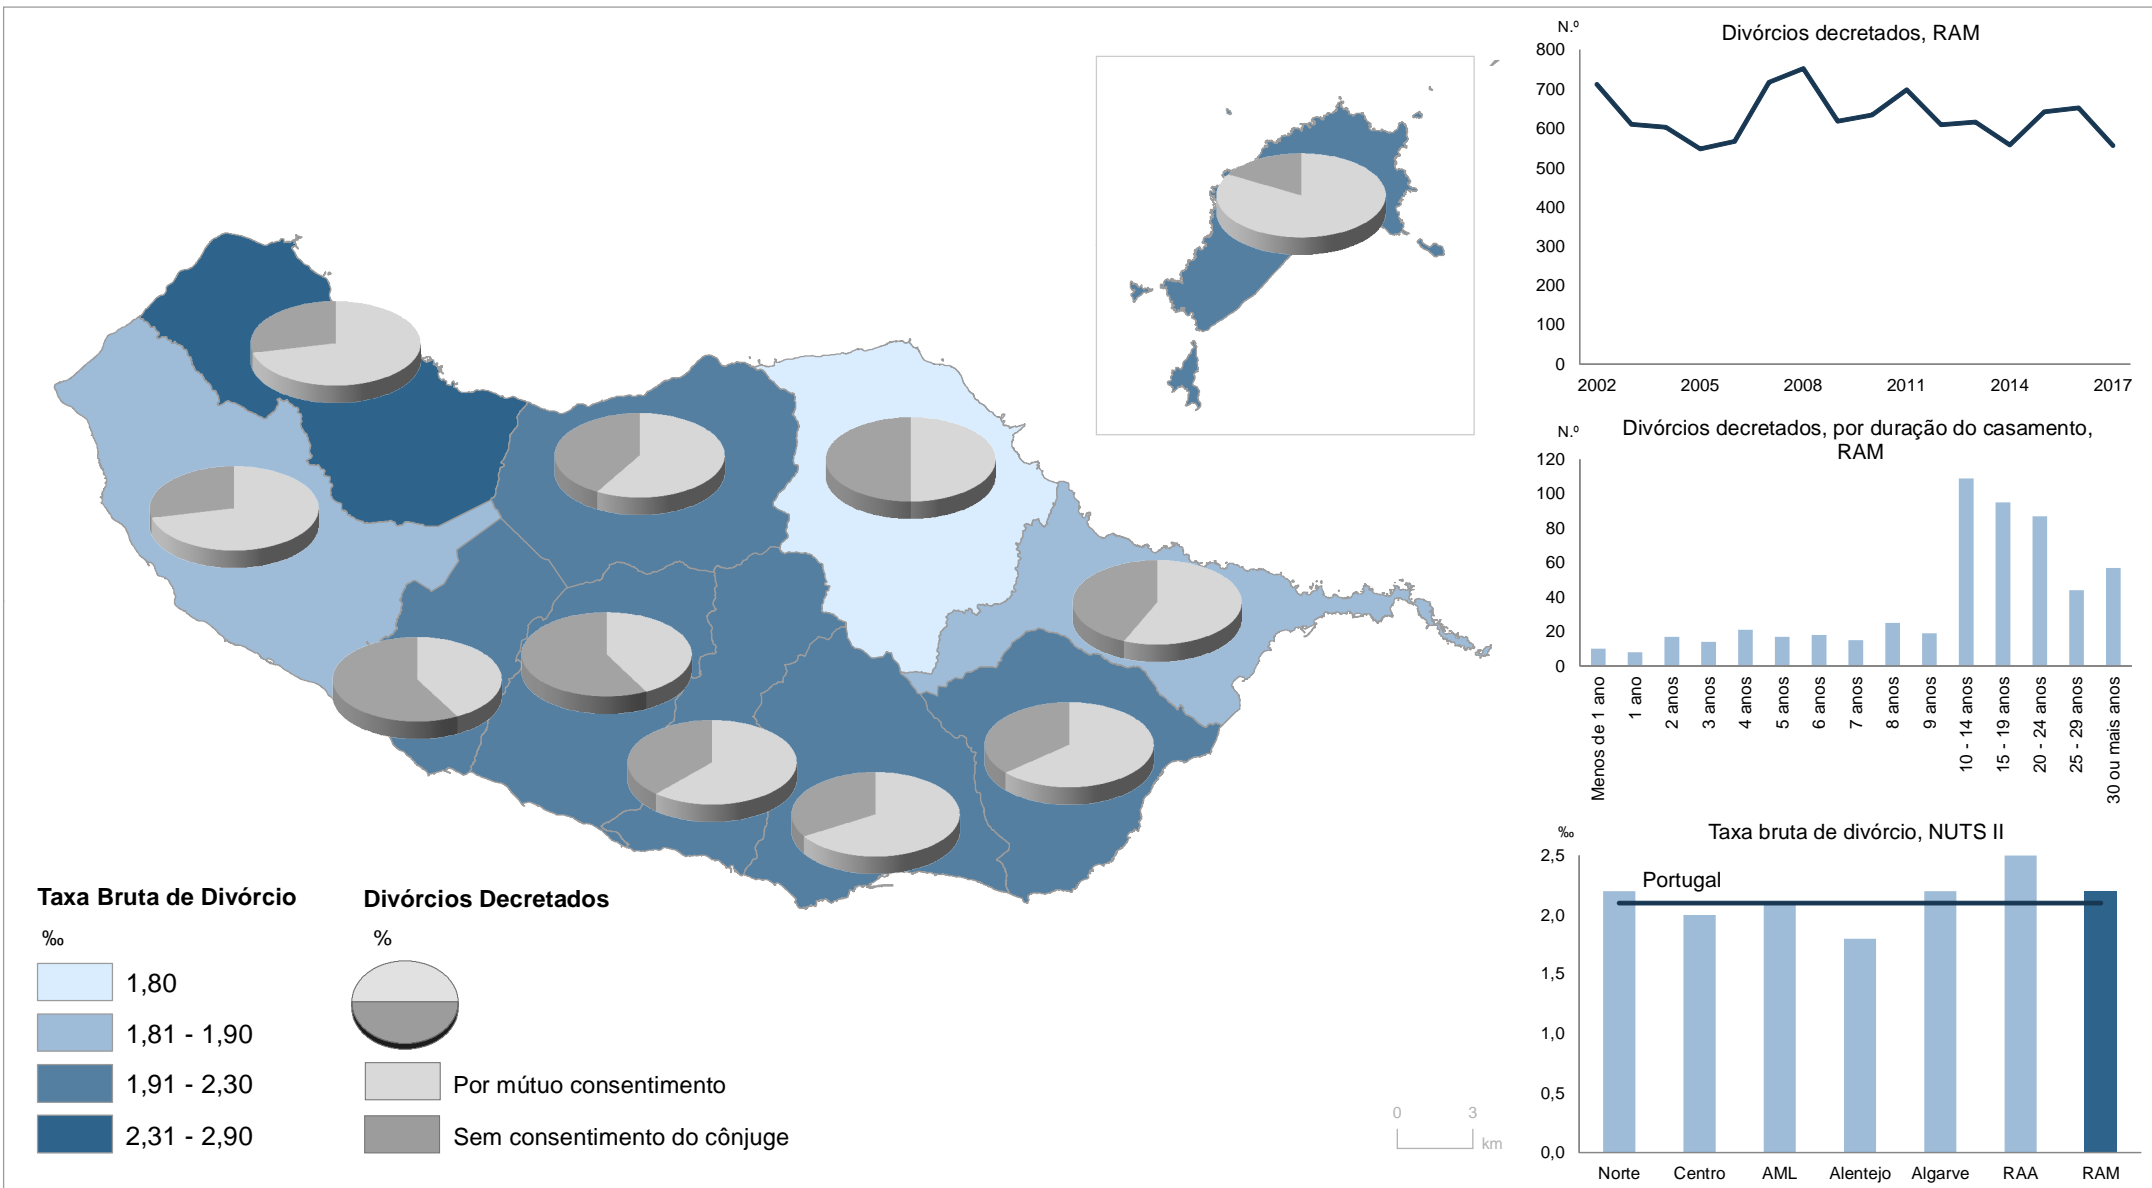 Taxa Bruta de Divórcio
‰
1,80
1,81 - 1,90
1,91 - 2,30
2,31 - 2,90
Divórcios Decretados
%
Por mútuo consentimento
Sem consentimento do cônjuge
0 3
km
N.º
Divórcios decretados, RAM
800
700
600
500
400
300
200
100
0
2002 2005 2008 2011 2014 2017
N.º
Divórcios decretados, por duração do casamento,
RAM
120
100
80
60
40
20
0
Menos de 1 ano
1 ano
2 anos
3 anos
4 anos
5 anos
6 anos
7 anos
8 anos
9 anos
10 - 14 anos
15 - 19 anos
20 - 24 anos
25 - 29 anos
30 ou mais anos
‰
Taxa bruta de divórcio, NUTS II
2,5
2,0
1,5
1,0
0,5
0,0
Portugal
Norte Centro AML Alentejo Algarve RAA RAM